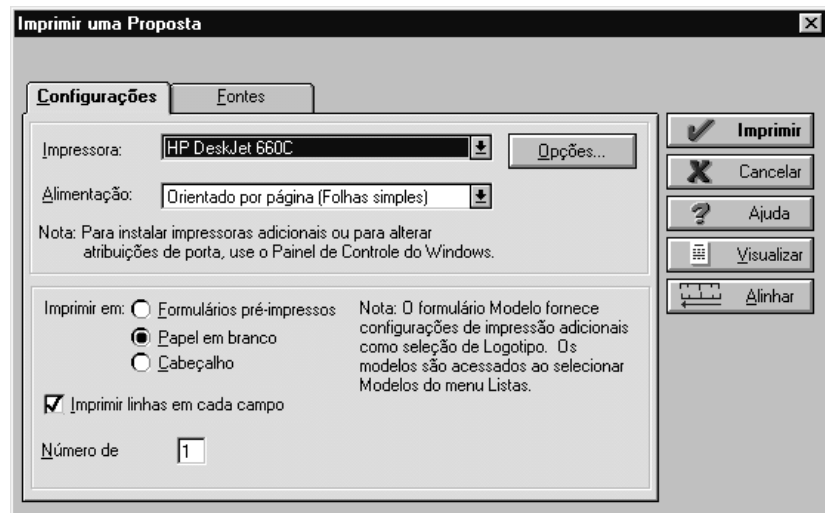 Imprimir uma Proposta
Configurações
Fontes
Impressora:
HP DeskJet 660C
Opções...
Alimentação:
Orientado por página (Folhas simples)
Nota: Para instalar impressoras adicionais ou para alterar
atribuições de porta, use o Painel de Controle do Windows.
Imprimir em:
Formulários pré-impressos
Papel em branco
Cabeçalho
Nota: O formulário Modelo fornece
configurações de impressão adicionais
como seleção de Logotipo. Os
modelos são acessados ao selecionar
Modelos do menu Listas.
Imprimir linhas em cada campo
Número de
1
Imprimir
Cancelar
Ajuda
Visualizar
Alinhar